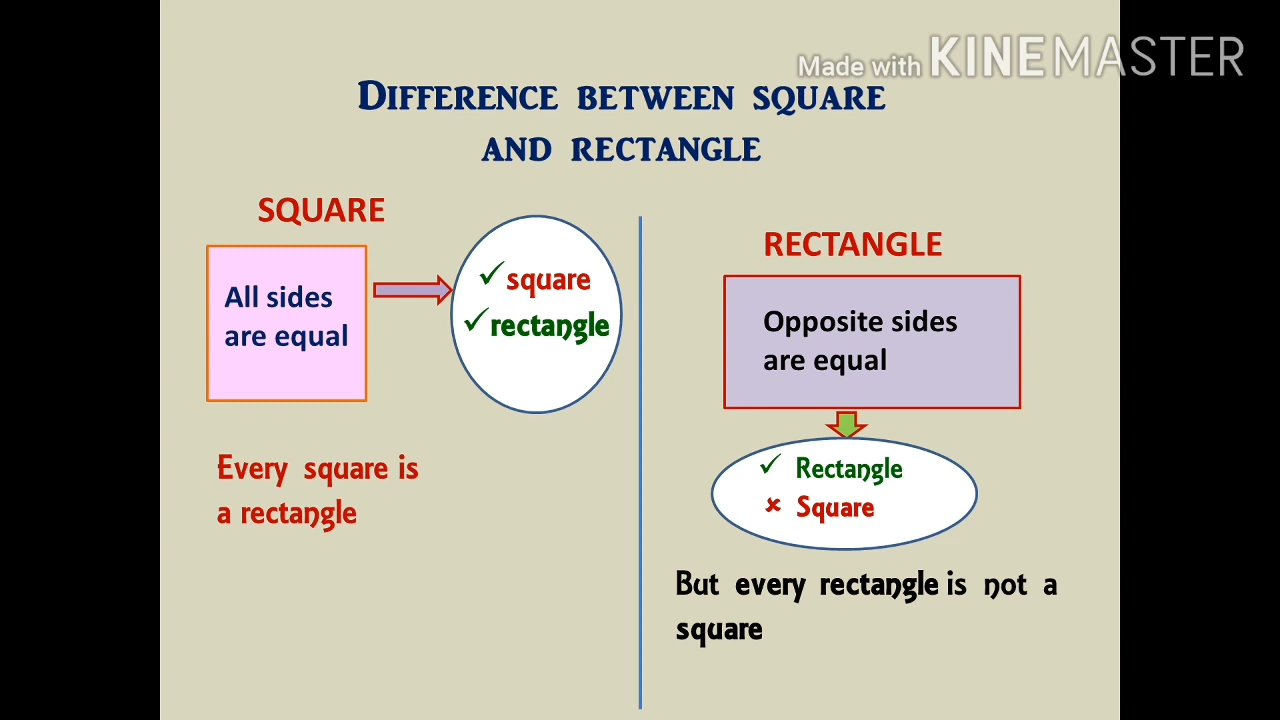 Made with KINEMASTER
DIFFERENCE BETWEEN SQUARE
AND RECTANGLE
SQUARE
All sides
are equal
✓square
✓rectangle
Every square is
a rectangle
RECTANGLE
Opposite sides
are equal
✓ Rectangle
✘ Square
But every rectangle is not a
square